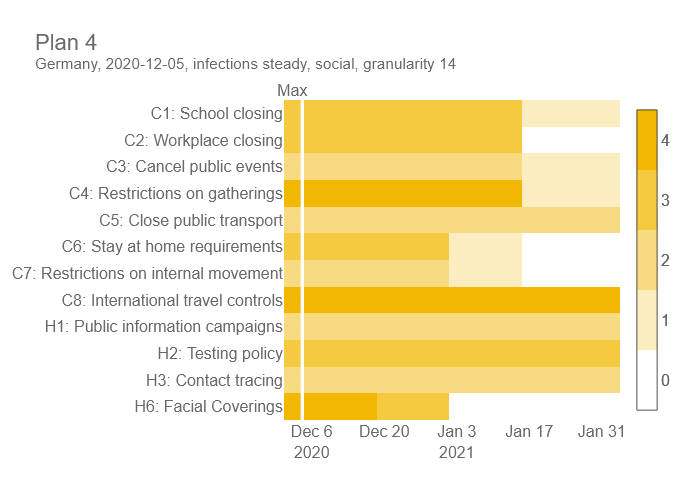 Plan 4
Germany, 2020-12-05, infections steady, social, granularity 14
Max
C1: School closing
C2: Workplace closing
C3: Cancel public events
C4: Restrictions on gatherings
C5: Close public transport
C6: Stay at home requirements
C7: Restrictions on internal movement
C8: International travel controls
H1: Public information campaigns
H2: Testing policy
H3: Contact tracing
H6: Facial Coverings
Dec 6 Dec 20 Jan 3 Jan 17 Jan 31
2020 2021
4
3
2
1
0